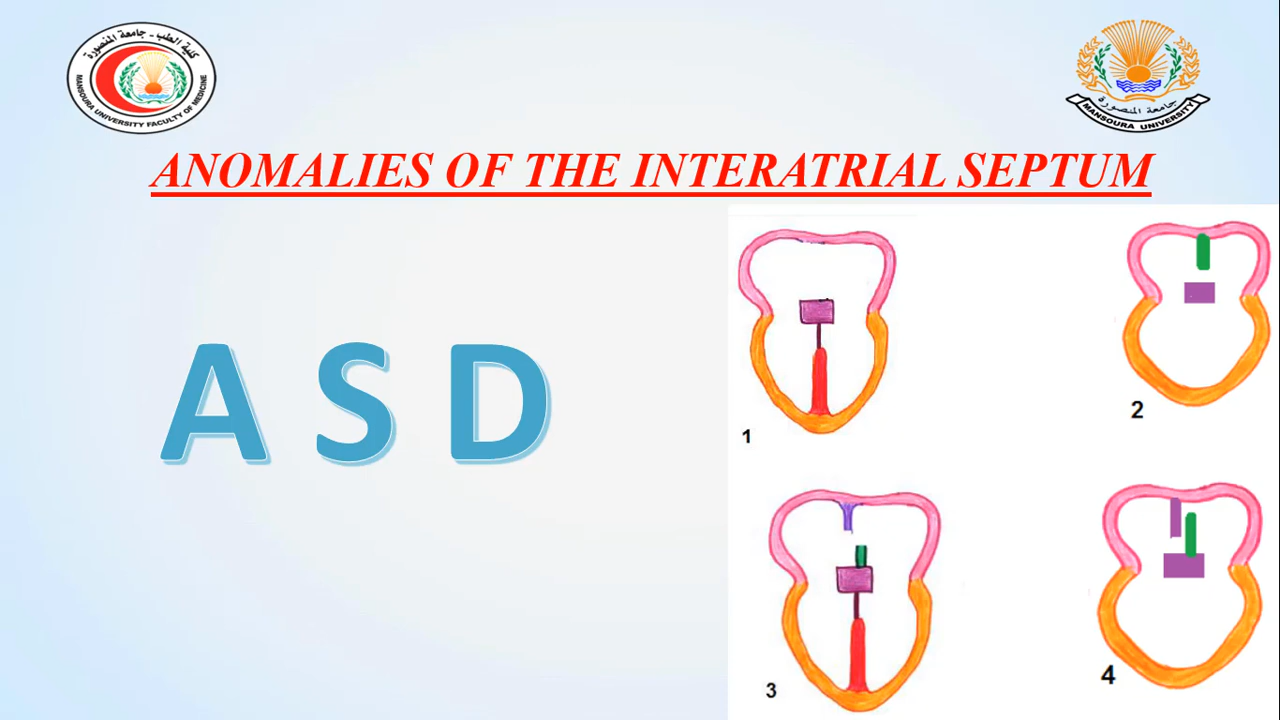 كلية الطب - جامعة المنصورة
MANSOURA UNIVERSITY FACULTY OF MEDICINE
جامعة المنصورة
MANSOURA UNIVERSITY
ANOMALIES OF THE INTERATRIAL SEPTUM
A S D
1
2
3
4